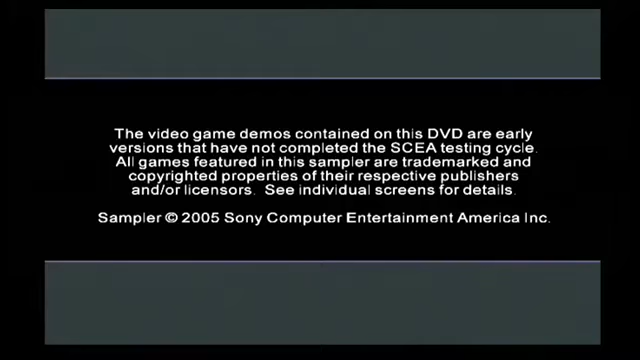 The video game demos contained on this DVD are early
versions that have not completed the SCEA testing cycle.
All games featured in this sampler are trademarked and
copyrighted properties of their respective publishers
and/or licensors.  See individual screens for details.
Sampler © 2005 Sony Computer Entertainment America Inc.